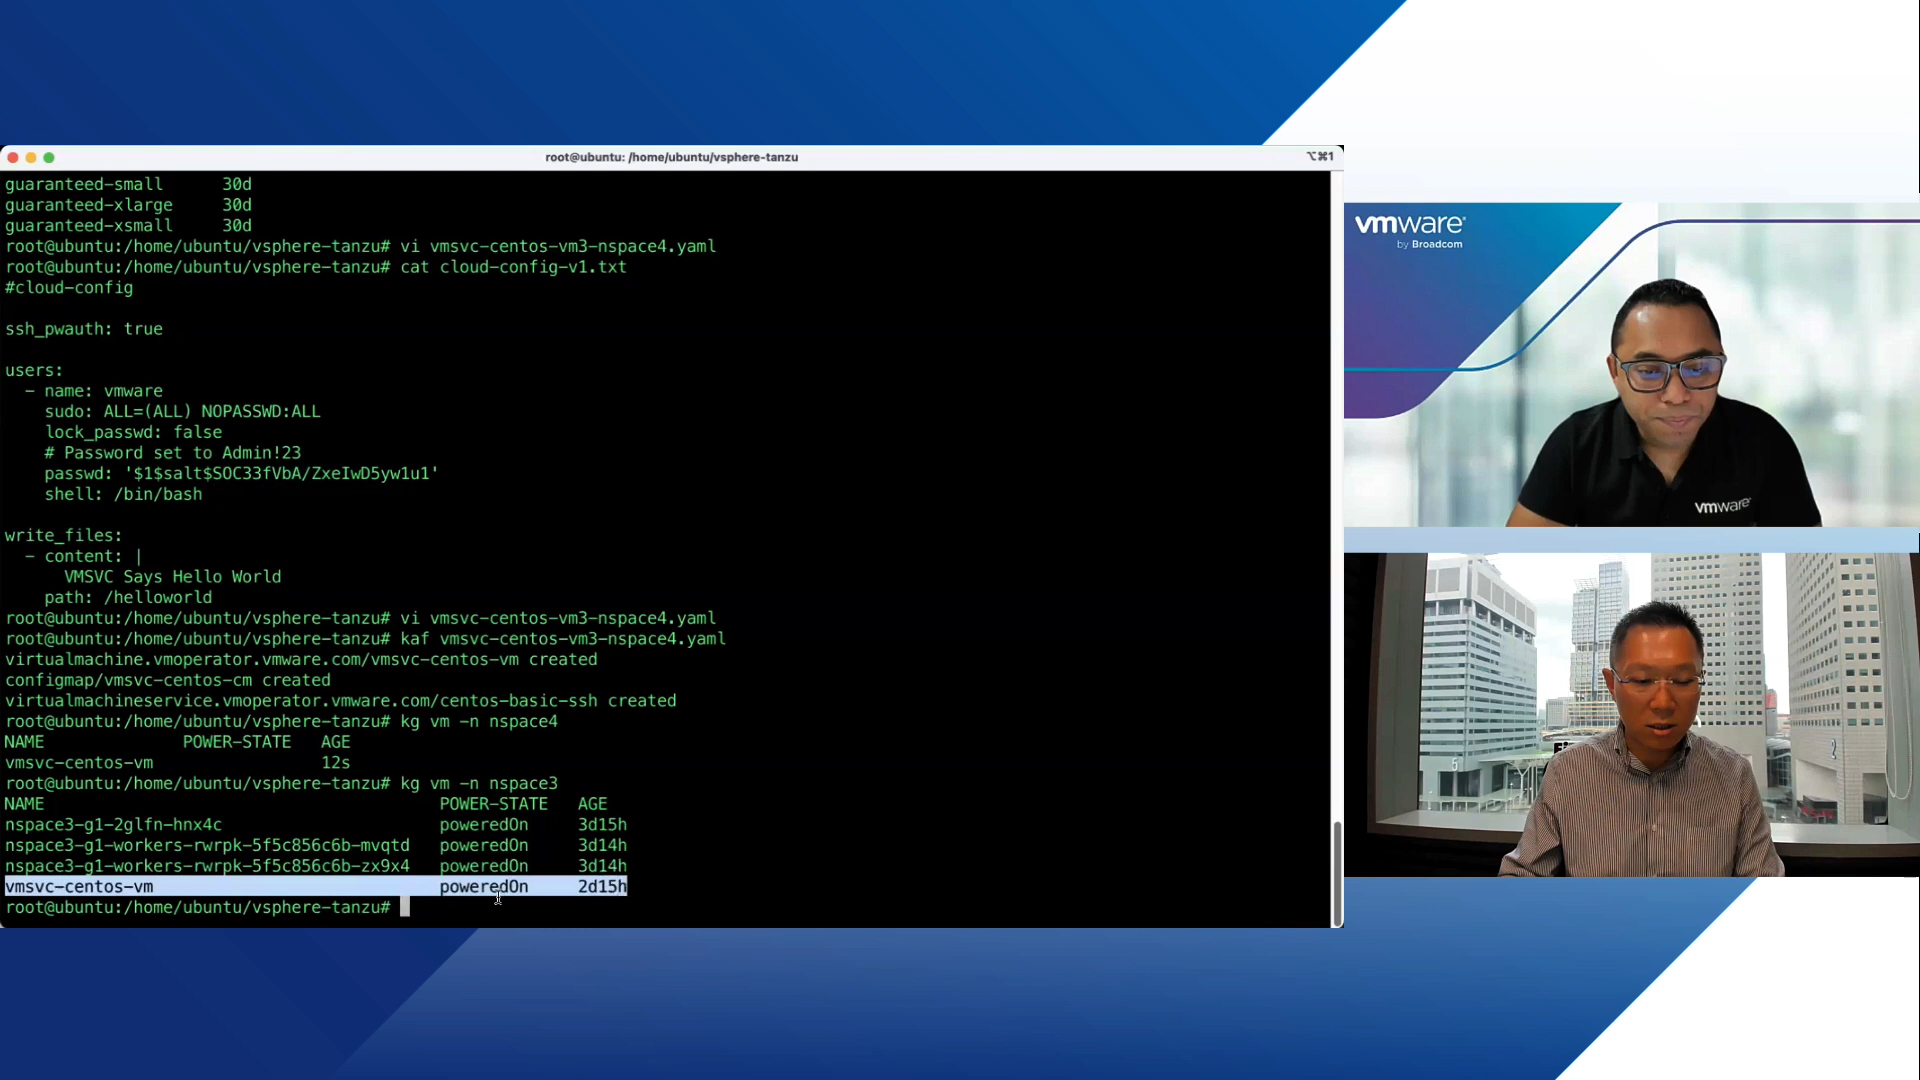 root@ubuntu: /home/ubuntu/vsphere-tanzu
⌥⌘1
guaranteed-small 30d
guaranteed-xlarge 30d
guaranteed-xsmall 30d
root@ubuntu:/home/ubuntu/vsphere-tanzu# vi vmsvc-centos-vm3-nspace4.yaml
root@ubuntu:/home/ubuntu/vsphere-tanzu# cat cloud-config-v1.txt
#cloud-config
ssh_pwauth: true
users:
- name: vmware
sudo: ALL=(ALL) NOPASSWD:ALL
lock_passwd: false
# Password set to Admin!23
passwd: '$1$salt$SOC33fVbA/ZxeIwD5yw1u1'
shell: /bin/bash
write_files:
- content: |
VMSVC Says Hello World
path: /helloworld
root@ubuntu:/home/ubuntu/vsphere-tanzu# vi vmsvc-centos-vm3-nspace4.yaml
root@ubuntu:/home/ubuntu/vsphere-tanzu# kaf vmsvc-centos-vm3-nspace4.yaml
virtualmachine.vmoperator.vmware.com/vmsvc-centos-vm created
configmap/vmsvc-centos-cm created
virtualmachineservice.vmoperator.vmware.com/centos-basic-ssh created
root@ubuntu:/home/ubuntu/vsphere-tanzu# kg vm -n nspace4
NAME POWER-STATE AGE
vmsvc-centos-vm 12s
root@ubuntu:/home/ubuntu/vsphere-tanzu# kg vm -n nspace3
NAME POWER-STATE AGE
nspace3-g1-2glfn-hnx4c poweredOn 3d15h
nspace3-g1-workers-rwrpk-5f5c856c6b-mvqtd poweredOn 3d14h
nspace3-g1-workers-rwrpk-5f5c856c6b-zx9x4 poweredOn 3d14h
vmsvc-centos-vm poweredOn 2d15h
root@ubuntu:/home/ubuntu/vsphere-tanzu#
vmware®
by Broadcom
vmware®
5
2